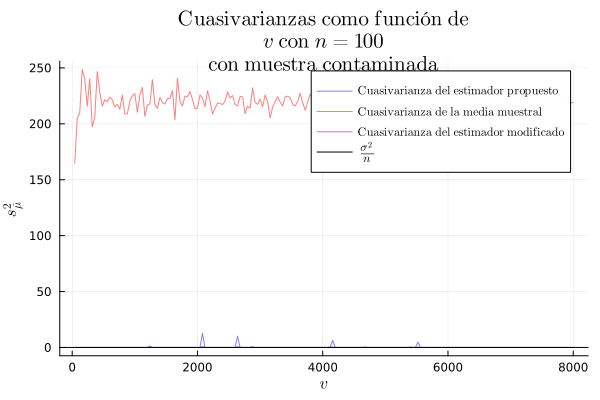 Cuasivarianzas como función de
v con n = 100
con muestra contaminada
250
200
150
100
50
0
s²_μ̂
Cuasivarianza del estimador propuesto
Cuasivarianza de la media muestral
Cuasivarianza del estimador modificado
σ²/n
0 2000 4000 6000 8000
v